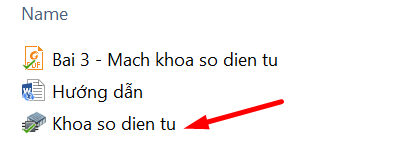 Name
Bai 3 - Mach khoa so dien tu
Hướng dẫn
Khoa so dien tu